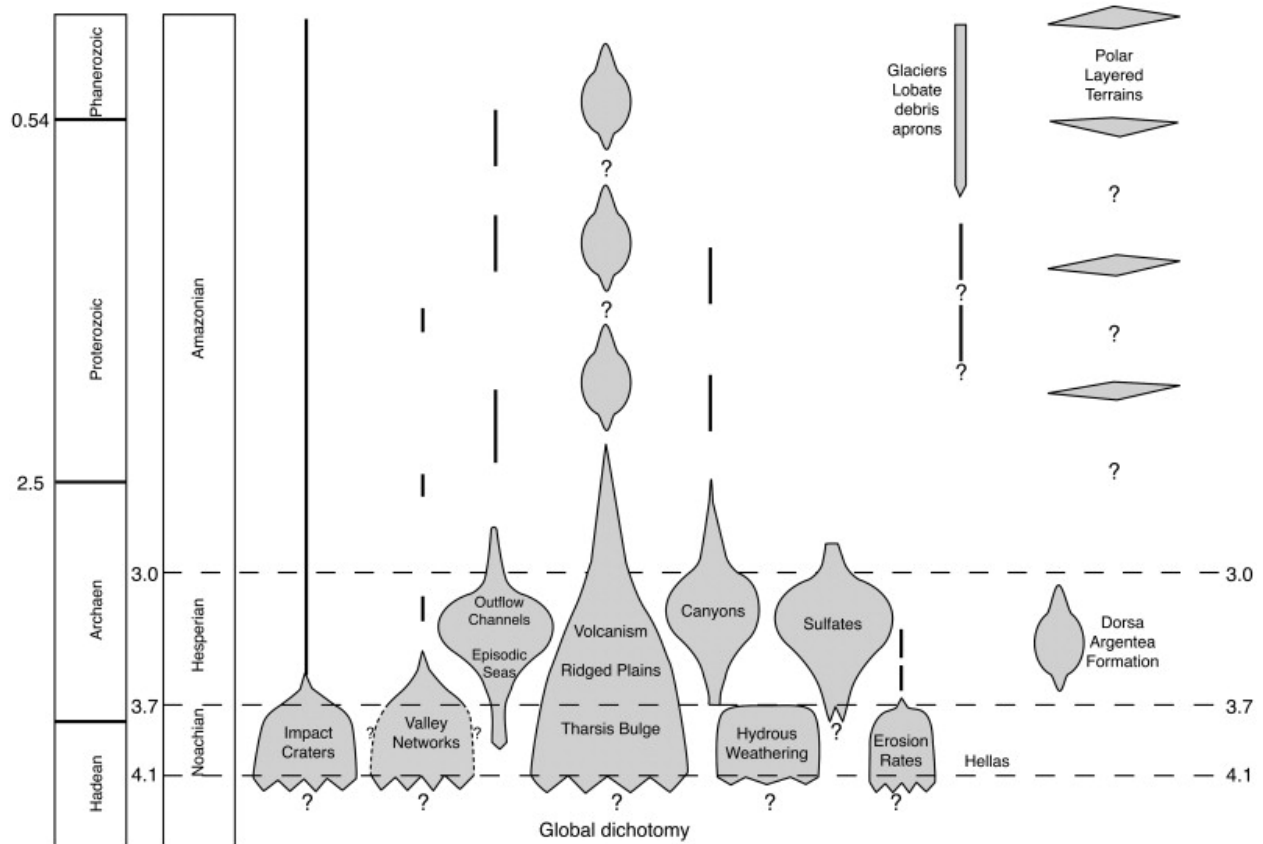 Phanerozoic
Proterozoic
Archaen
Hadean
0.54
2.5
Amazonian
Hesperian
Noachian
3.0
3.7
4.1
Impact
Craters
?
Valley
Networks
?
?
?
Outflow
Channels
Episodic
Seas
?
?
Volcanism
Ridged Plains
Tharsis Bulge
?
Canyons
Hydrous
Weathering
?
Sulfates
?
Erosion
Rates
?
Glaciers
Lobate
debris
aprons
?
?
Polar
Layered
Terrains
?
?
?
Dorsa
Argentea
Formation
Hellas
3.0
3.7
4.1
Global dichotomy